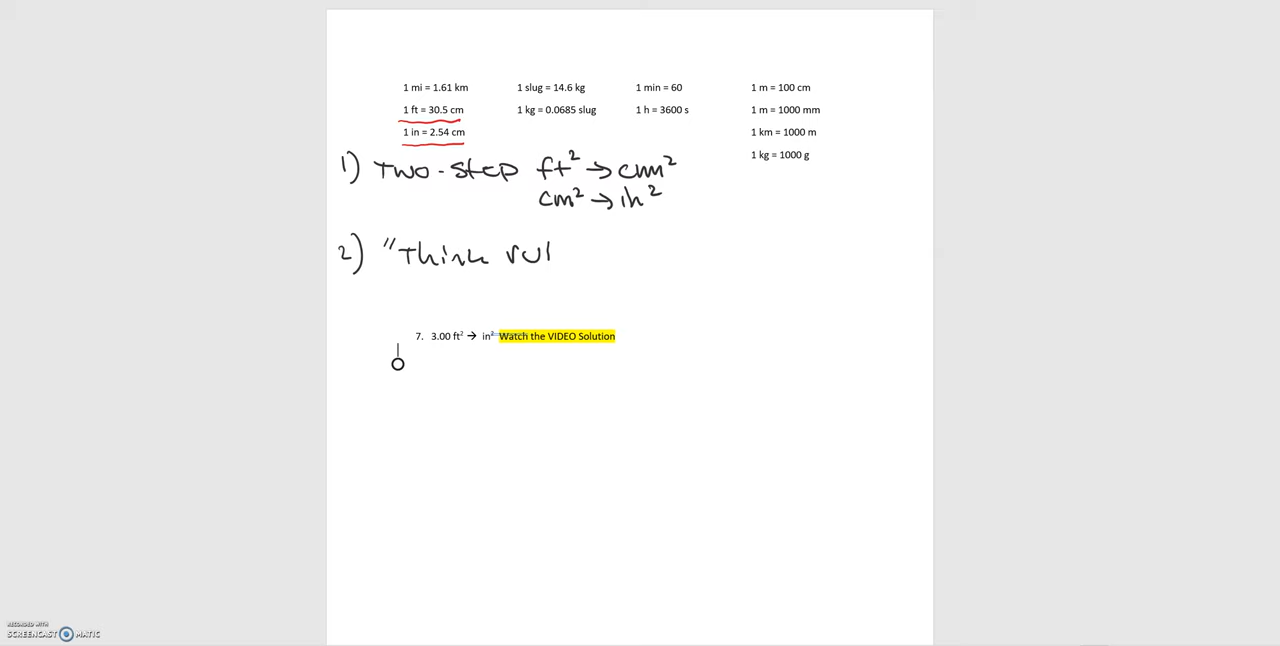 1 mi = 1.61 km 1 slug = 14.6 kg 1 min = 60 1 m = 100 cm
1 ft = 30.5 cm 1 kg = 0.0685 slug 1 h = 3600 s 1 m = 1000 mm
1 in = 2.54 cm 1 km = 1000 m
1 kg = 1000 g
1) Two-step ft² → cm²
cm² → in²
2) "Think rul
7. 3.00 ft² → in² Watch the VIDEO Solution
RECORDED WITH
SCREENCAST MATIC